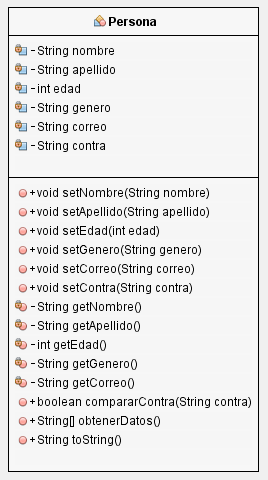 Persona
-String nombre
-String apellido
-int edad
-String genero
-String correo
-String contra
+void setNombre(String nombre)
+void setApellido(String apellido)
+void setEdad(int edad)
+void setGenero(String genero)
+void setCorreo(String correo)
+void setContra(String contra)
-String getNombre()
-String getApellido()
-int getEdad()
-String getGenero()
-String getCorreo()
+boolean compararContra(String contra)
+String[] obtenerDatos()
+String toString()